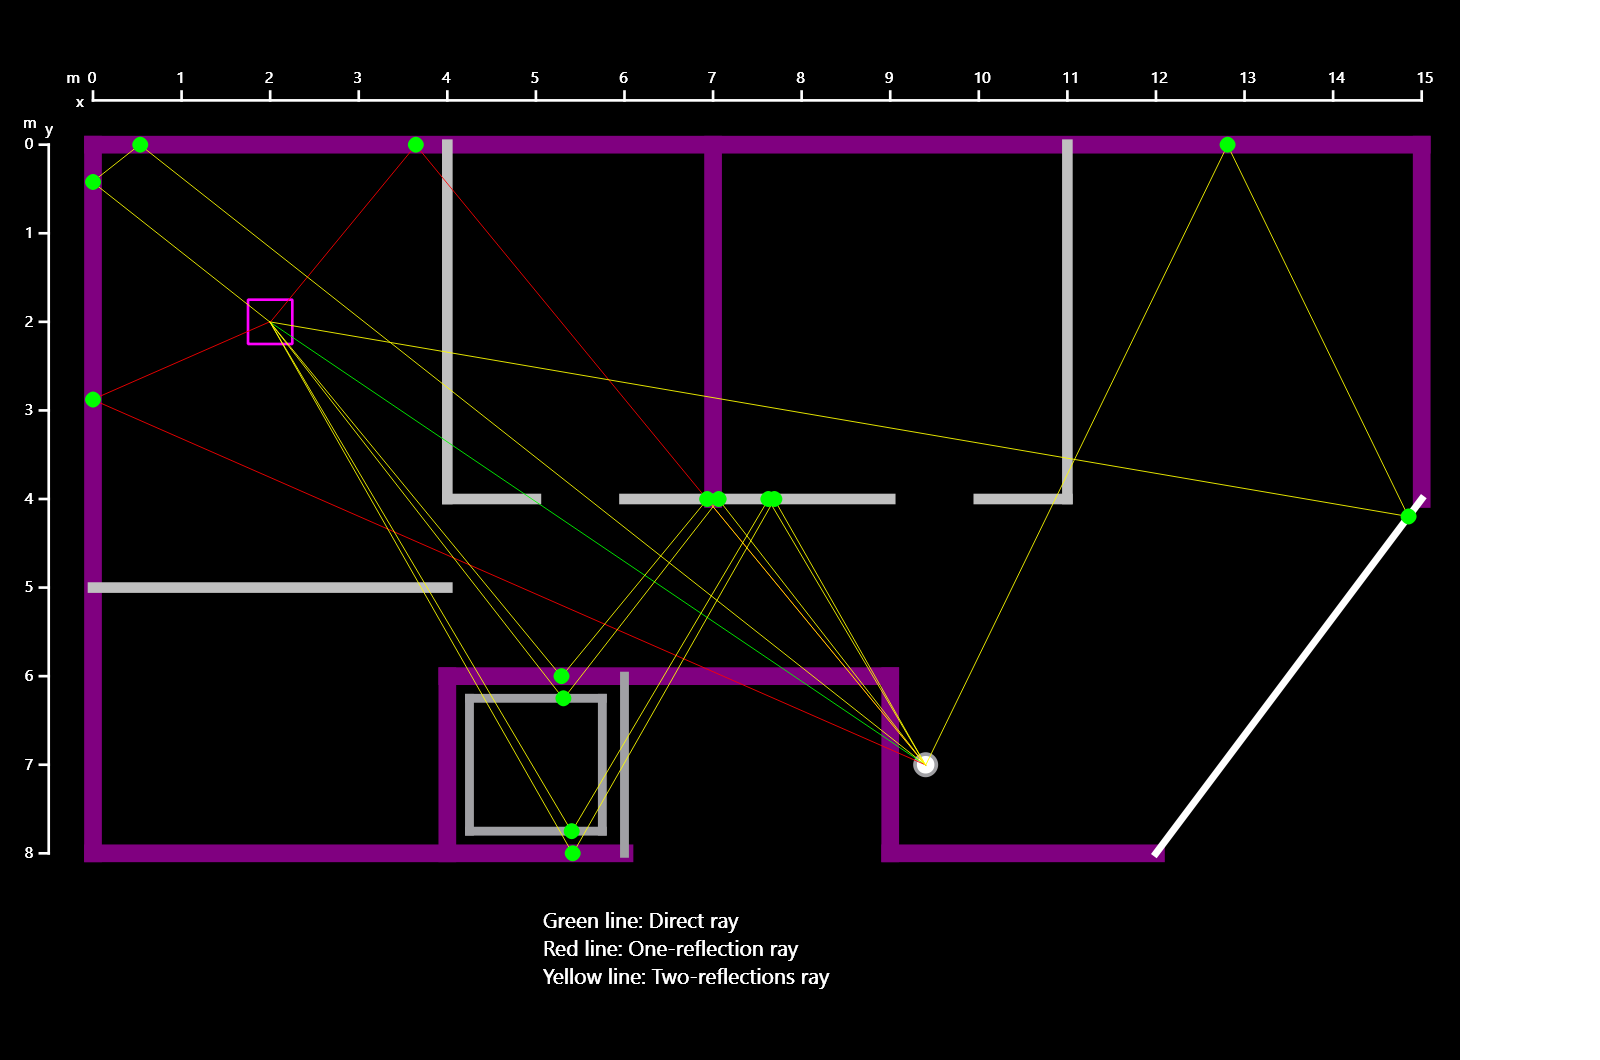 m 0 1 2 3 4 5 6 7 8 9 10 11 12 13 14 15
x
m y
0
1
2
3
4
5
6
7
8
Green line: Direct ray
Red line: One-reflection ray
Yellow line: Two-reflections ray